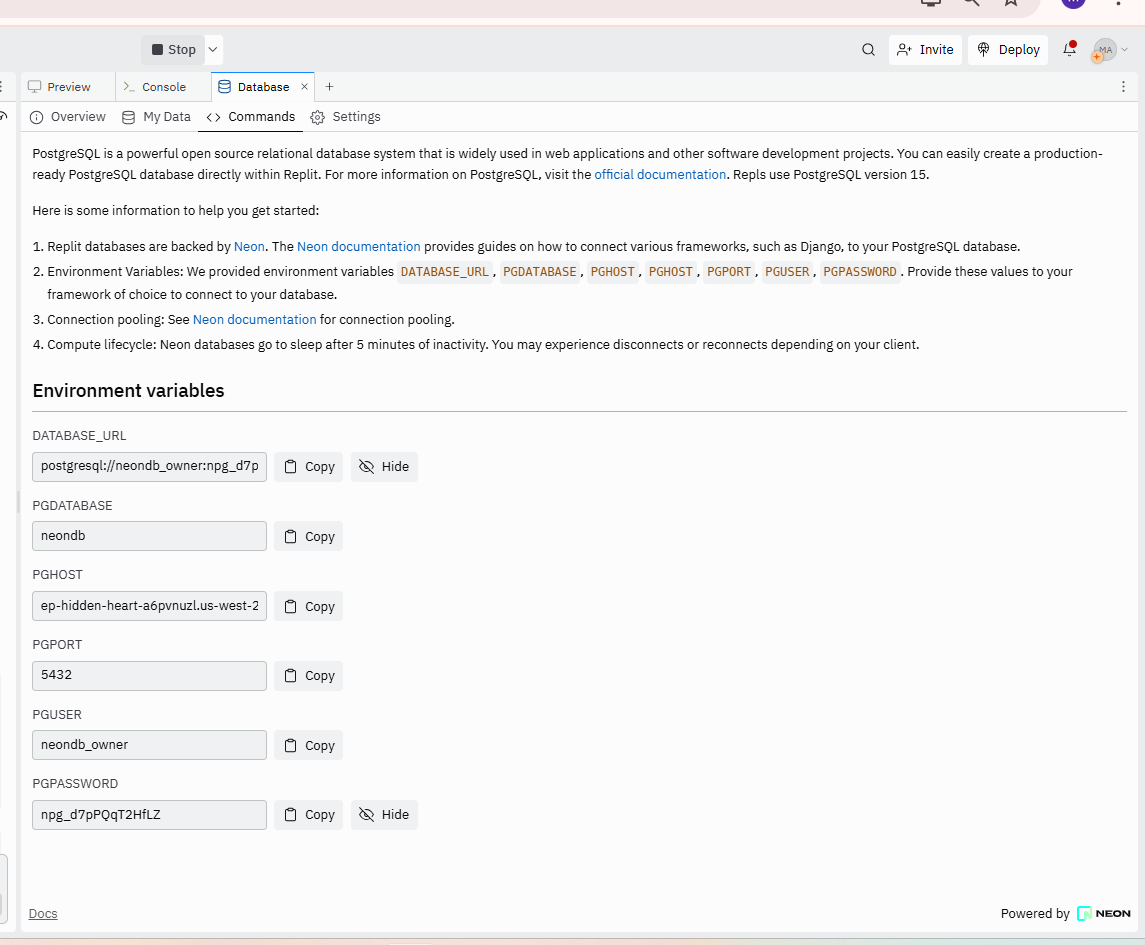 Stop
Invite
Deploy
MA
Preview
Console
Database
Overview
My Data
Commands
Settings
PostgreSQL is a powerful open source relational database system that is widely used in web applications and other software development projects. You can easily create a production-
ready PostgreSQL database directly within Replit. For more information on PostgreSQL, visit the official documentation. Repls use PostgreSQL version 15.
Here is some information to help you get started:
1. Replit databases are backed by Neon. The Neon documentation provides guides on how to connect various frameworks, such as Django, to your PostgreSQL database.
2. Environment Variables: We provided environment variables DATABASE_URL, PGDATABASE, PGHOST, PGHOST, PGPORT, PGUSER, PGPASSWORD. Provide these values to your
framework of choice to connect to your database.
3. Connection pooling: See Neon documentation for connection pooling.
4. Compute lifecycle: Neon databases go to sleep after 5 minutes of inactivity. You may experience disconnects or reconnects depending on your client.
Environment variables
DATABASE_URL
postgresql://neondb_owner:npg_d7p
Copy
Hide
PGDATABASE
neondb
Copy
PGHOST
ep-hidden-heart-a6pvnuzl.us-west-2
Copy
PGPORT
5432
Copy
PGUSER
neondb_owner
Copy
PGPASSWORD
npg_d7pPQqT2HfLZ
Copy
Hide
Docs
Powered by NEON